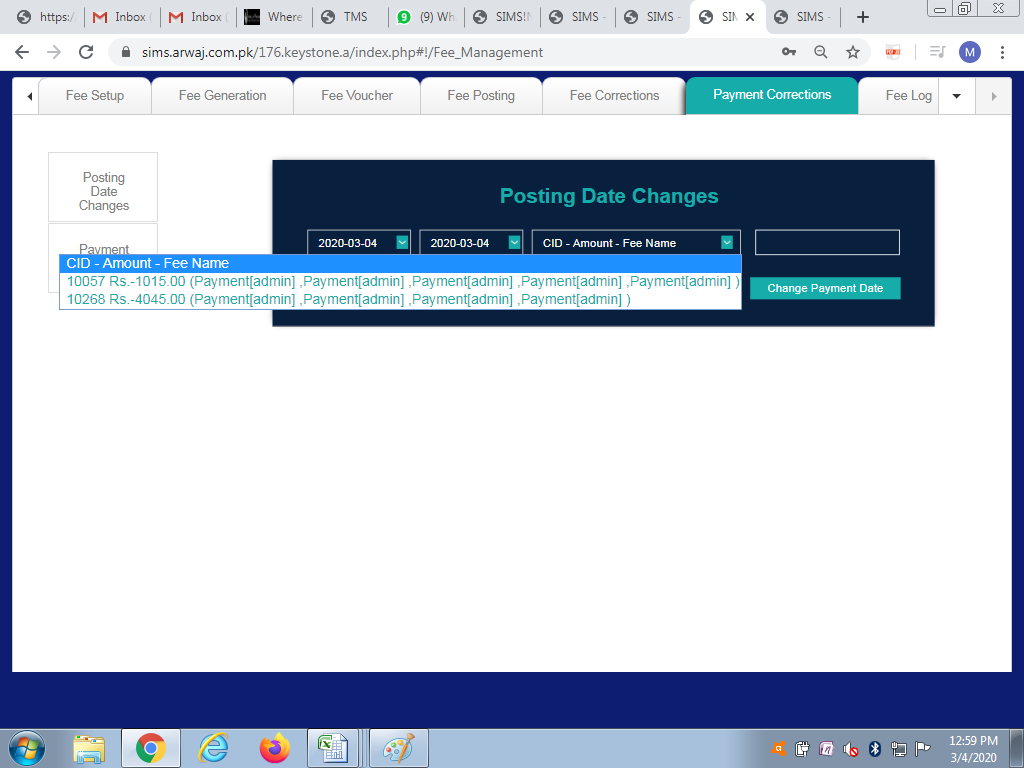 https:/
Inbox (
Inbox (
Where
TMS
9
(9) Wh
SIMS!N
SIMS -
SIMS -
SIM
SIMS -
sims.arwaj.com.pk/176.keystone.a/index.php#!/Fee_Management
M
Fee Setup
Fee Generation
Fee Voucher
Fee Posting
Fee Corrections
Payment Corrections
Fee Log
Posting
Date
Changes
Payment
Posting Date Changes
2020-03-04
2020-03-04
CID - Amount - Fee Name
CID - Amount - Fee Name
10057 Rs.-1015.00 (Payment[admin] ,Payment[admin] ,Payment[admin] ,Payment[admin] ,Payment[admin] )
10268 Rs.-4045.00 (Payment[admin] ,Payment[admin] ,Payment[admin] ,Payment[admin] )
Change Payment Date
12:59 PM
3/4/2020